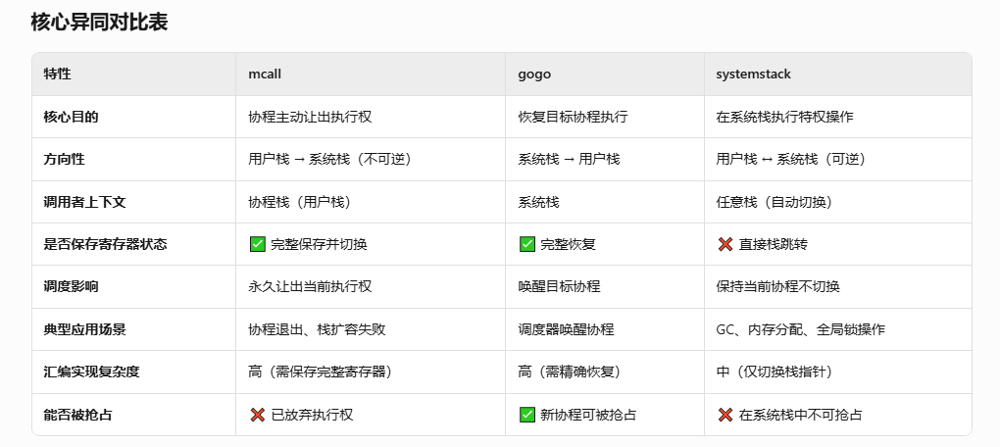 核心异同对比表
特性 mcall gogo systemstack
核心目的 协程主动让出执行权 恢复目标协程执行 在系统栈执行特权操作
方向性 用户栈 → 系统栈（不可逆） 系统栈 → 用户栈 用户栈 ↔ 系统栈（可逆）
调用者上下文 协程栈（用户栈） 系统栈 任意栈（自动切换）
是否保存寄存器状态 ✅ 完整保存并切换 ✅ 完整恢复 ❌ 直接栈跳转
调度影响 永久让出当前执行权 唤醒目标协程 保持当前协程不切换
典型应用场景 协程退出、栈扩容失败 调度器唤醒协程 GC、内存分配、全局锁操作
汇编实现复杂度 高（需保存完整寄存器） 高（需精确恢复） 中（仅切换栈指针）
能否被抢占 ❌ 已放弃执行权 ✅ 新协程可被抢占 ❌ 在系统栈中不可抢占